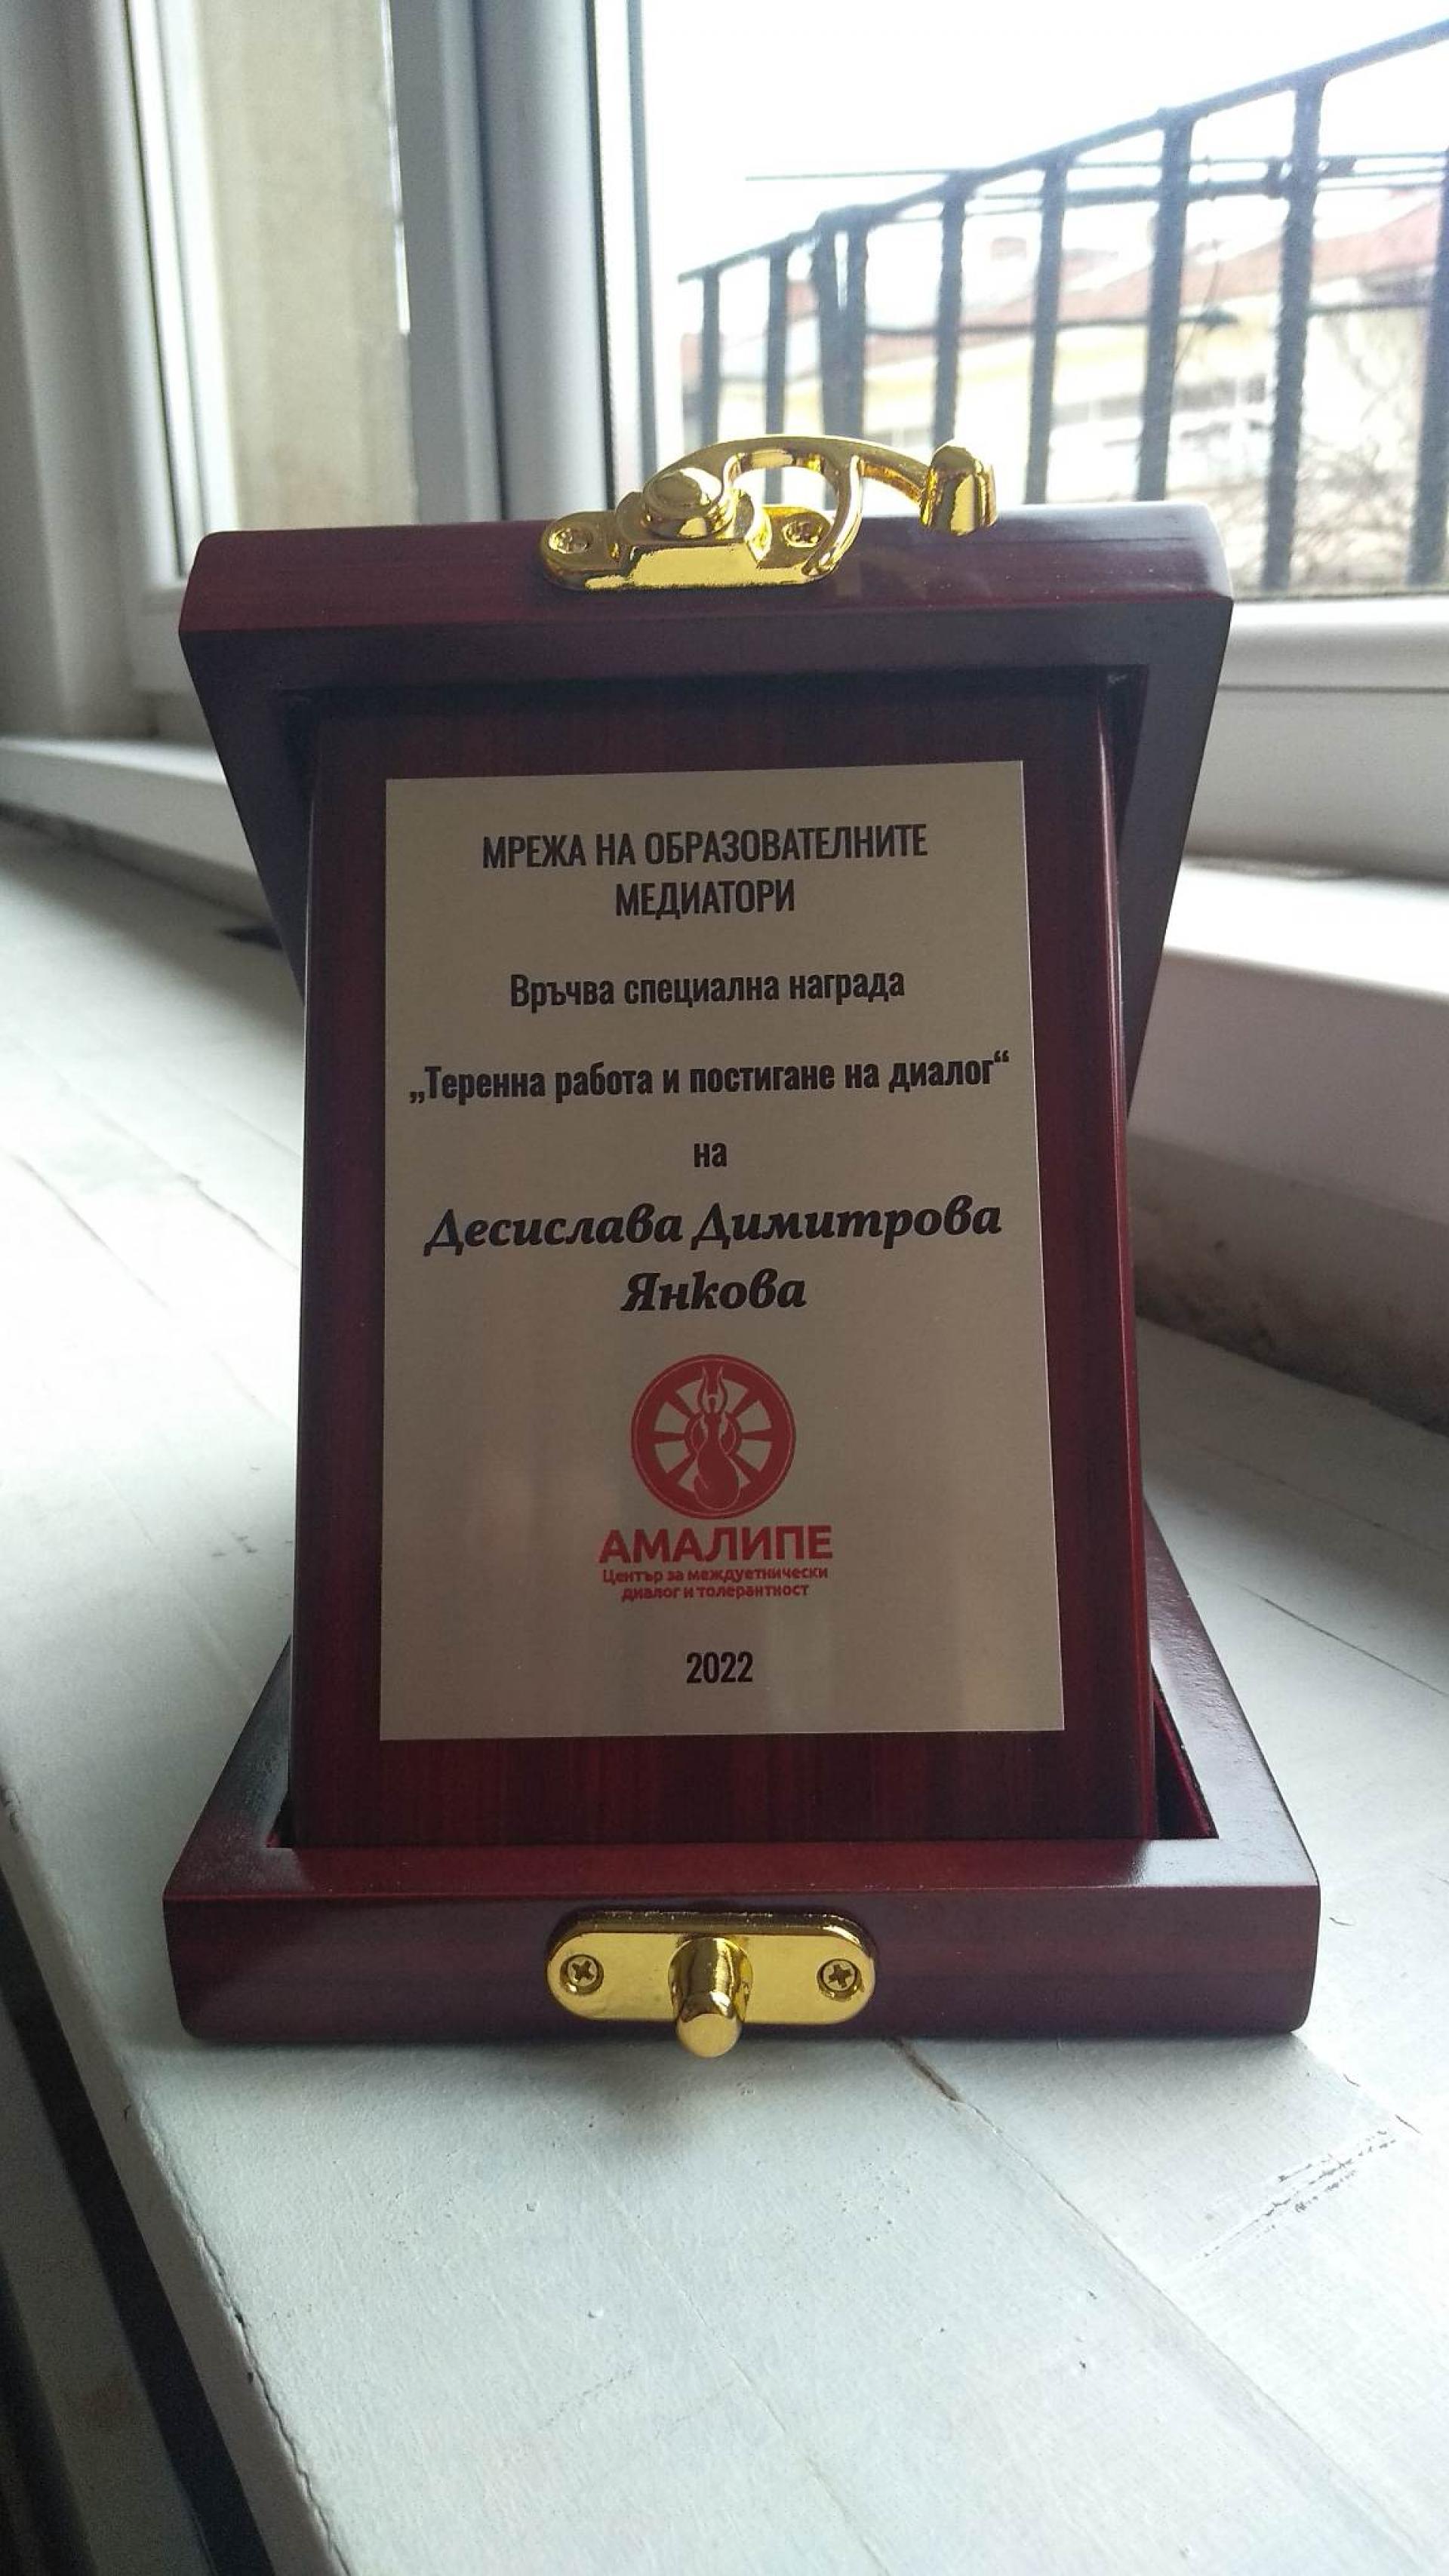 МРЕЖА НА ОБРАЗОВАТЕЛНИТЕ
МЕДИАТОРИ
Връчва специална награда
„Теренна работа и постигане на диалог“
на
Десислава Димитрова
Янкова
АМАЛИПЕ
Център за междуетнически
диалог и толерантност
2022